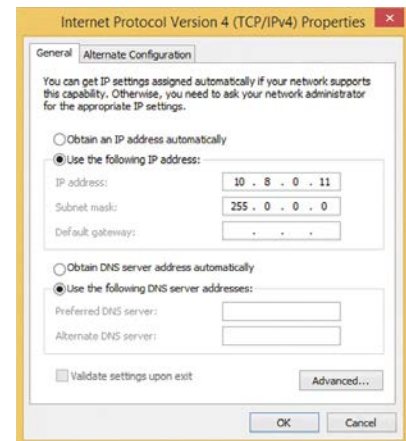 Internet Protocol Version 4 (TCP/IPv4) Properties
General
Alternate Configuration
You can get IP settings assigned automatically if your network supports
this capability. Otherwise, you need to ask your network administrator
for the appropriate IP settings.
Obtain an IP address automatically
Use the following IP address:
IP address: 10 . 8 . 0 . 11
Subnet mask: 255 . 0 . 0 . 0
Default gateway: . . .
Obtain DNS server address automatically
Use the following DNS server addresses:
Preferred DNS server:
Alternate DNS server:
Validate settings upon exit
Advanced...
OK Cancel